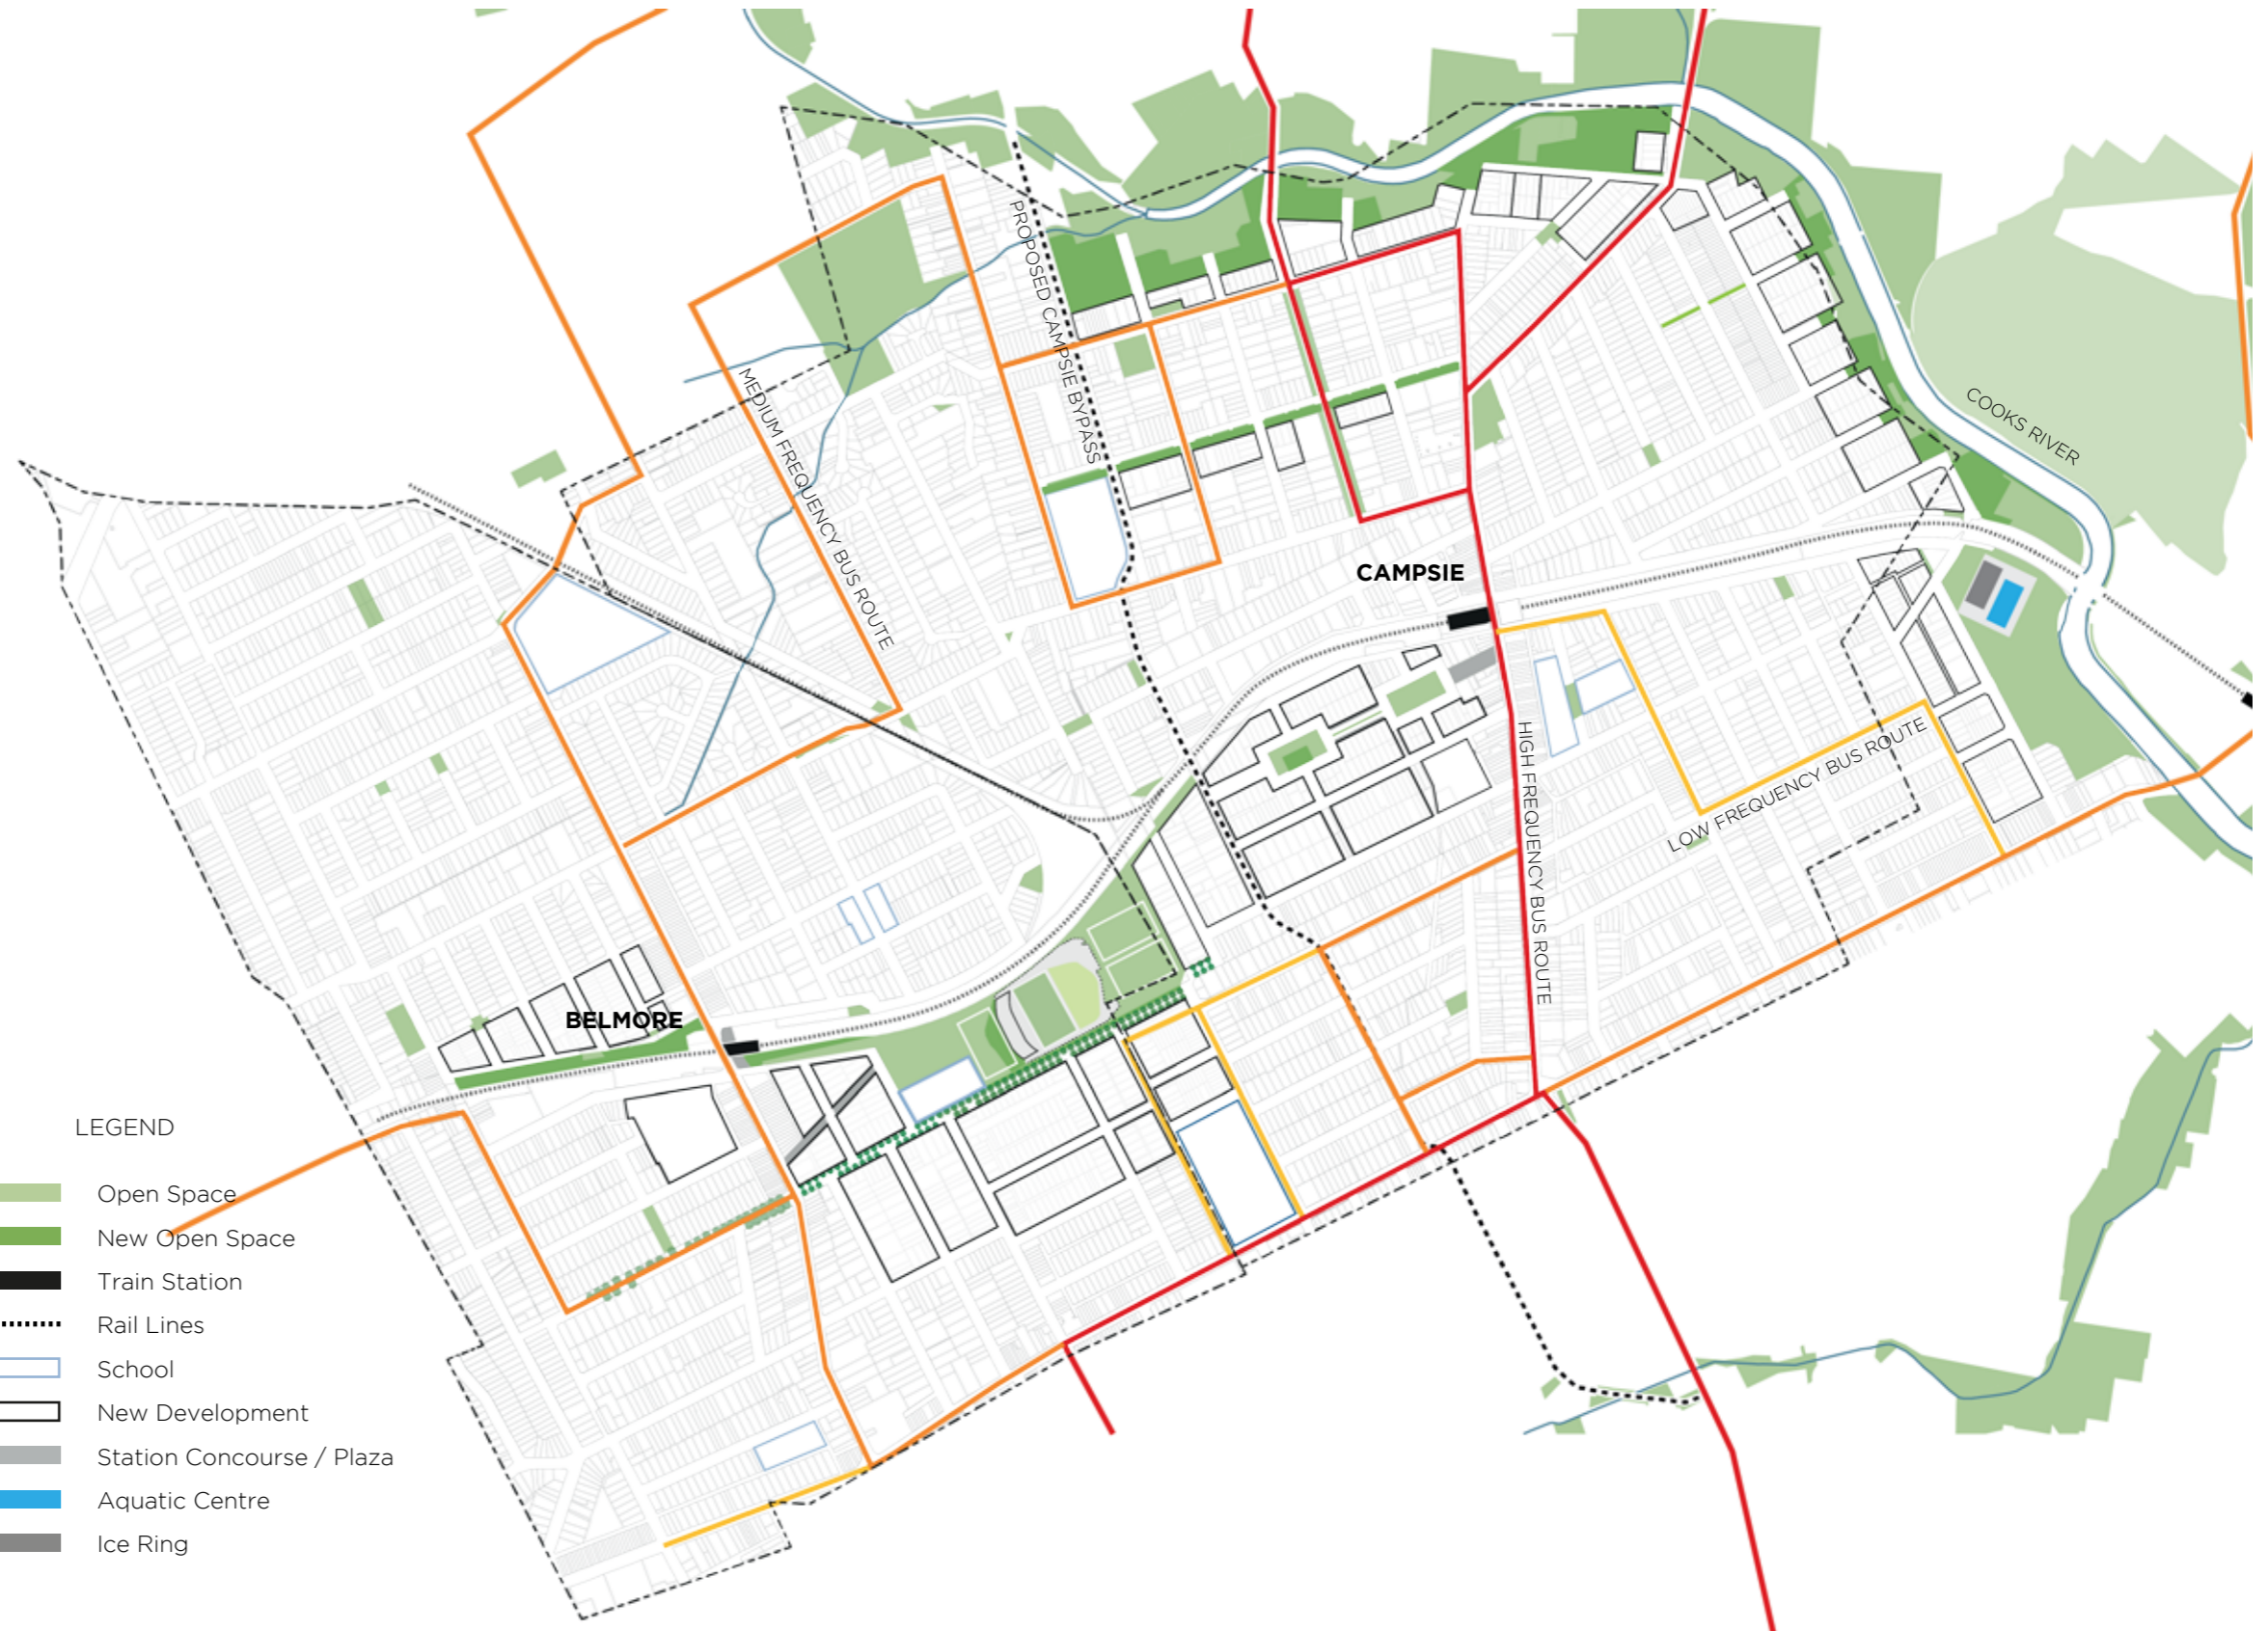 PROPOSED CAMPSIE BYPASS
MEDIUM FREQUENCY BUS ROUTE
COOKS RIVER
CAMPSIE
HIGH FREQUENCY BUS ROUTE
LOW FREQUENCY BUS ROUTE
BELMORE
LEGEND
Open Space
New Open Space
Train Station
Rail Lines
School
New Development
Station Concourse / Plaza
Aquatic Centre
Ice Ring